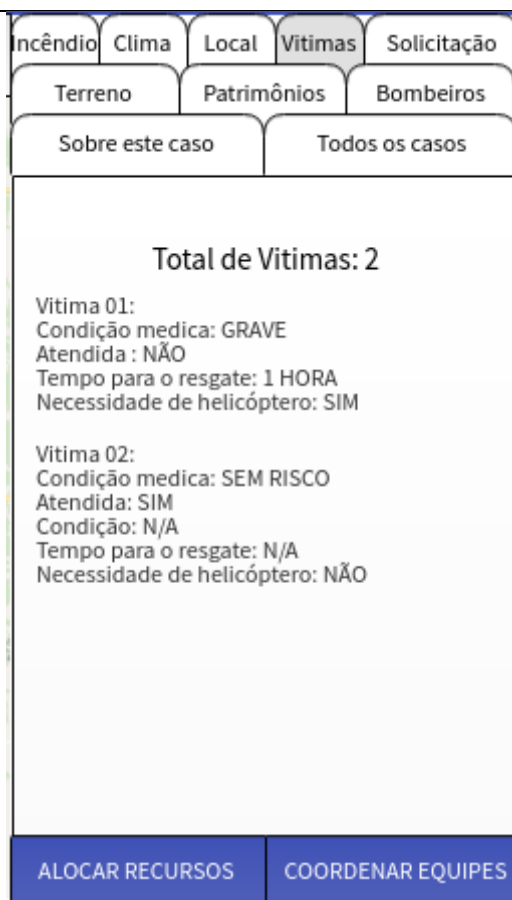 Incêndio Clima Local Vitimas Solicitação
Terreno Patrimônios Bombeiros
Sobre este caso Todos os casos
Total de Vitimas: 2
Vitima 01:
Condição medica: GRAVE
Atendida : NÃO
Tempo para o resgate: 1 HORA
Necessidade de helicóptero: SIM
Vitima 02:
Condição medica: SEM RISCO
Atendida: SIM
Condição: N/A
Tempo para o resgate: N/A
Necessidade de helicóptero: NÃO
ALOCAR RECURSOS COORDENAR EQUIPES